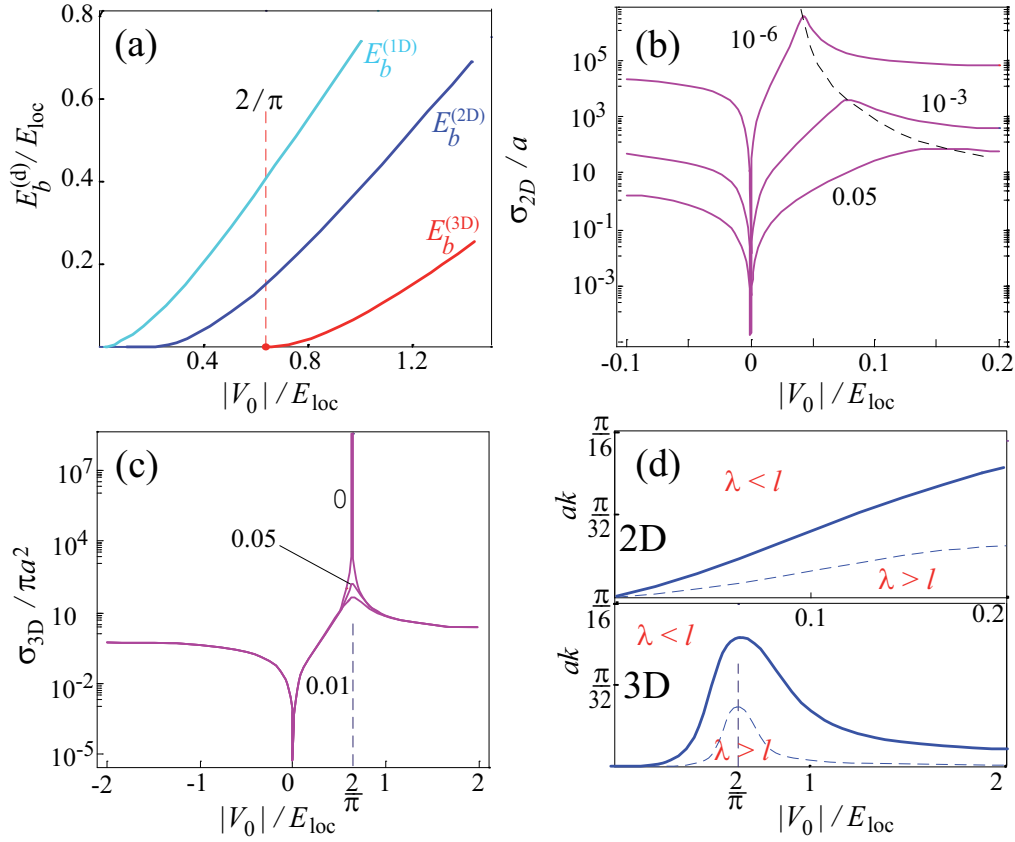 (a)
0.8
0.6
0.4
0.2
E_b^(d) / E_loc
2/π
E_b^(1D)
E_b^(2D)
E_b^(3D)
0.4 0.8 1.2
|V_0| / E_loc
(b)
10^5
10^3
10
10^-1
10^-3
σ_2D / a
10^-6
10^-3
0.05
-0.1 0 0.1 0.2
|V_0| / E_loc
(c)
10^7
10^4
10
10^-2
10^-5
σ_3D / πa^2
0
0.05
0.01
-2 -1 0 2/π 1 2
|V_0| / E_loc
(d)
π/16
π/32
ak
λ < l
2D
λ > l
0.1 0.2
π/16
π/32
ak
λ < l
3D
λ > l
2/π 1 2
|V_0| / E_loc